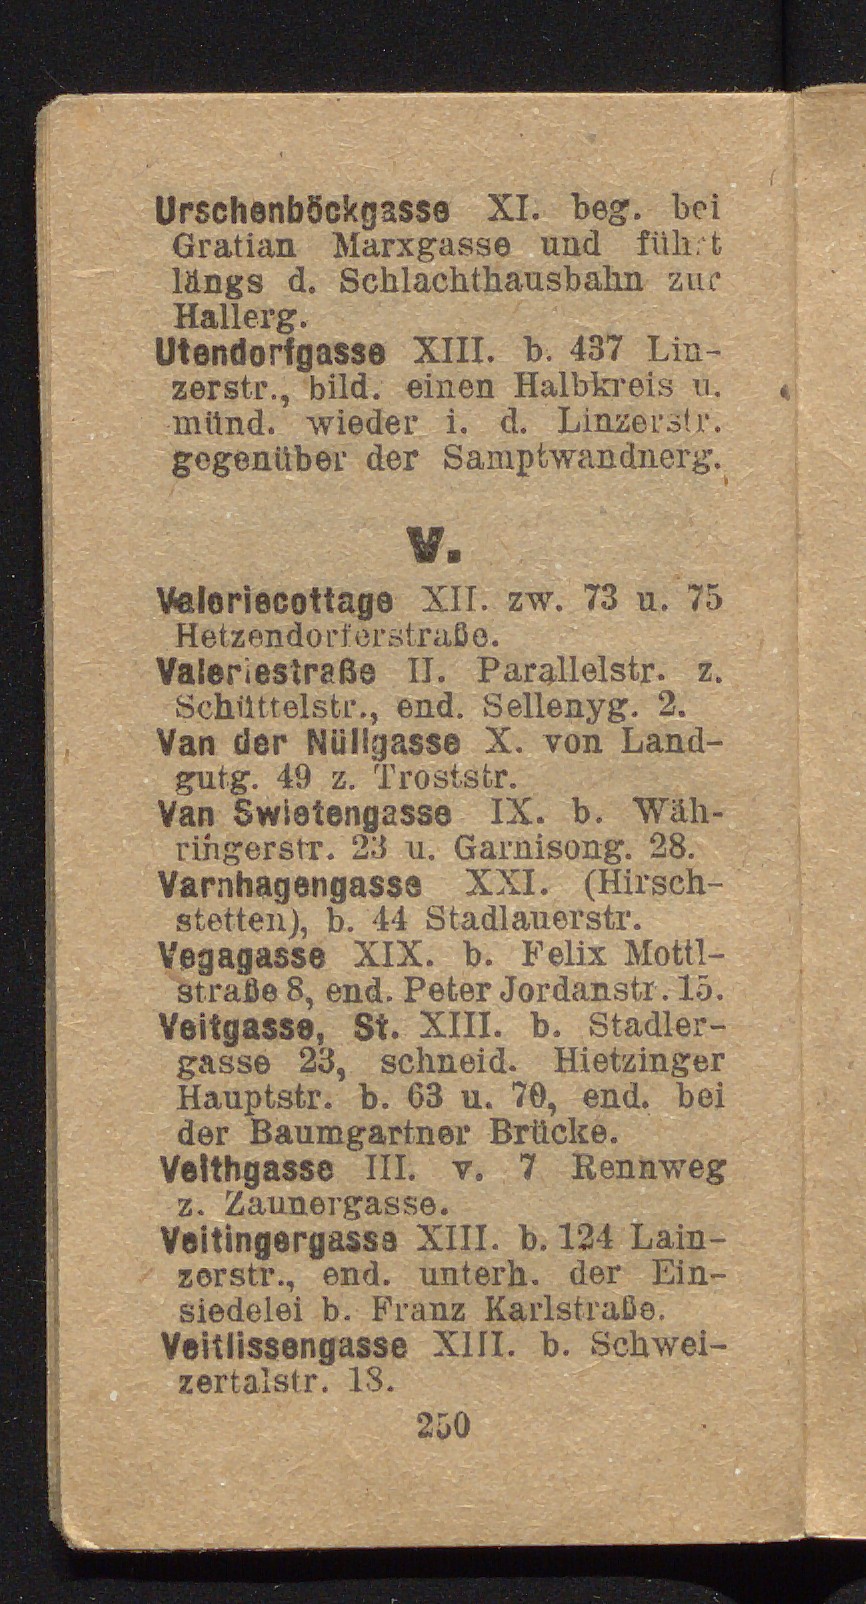 Urschenböckgasse XI. beg. bei
Gratian Marxgasse und führt
längs d. Schlachthausbahn zur
Hallerg.
Utendorfgasse XIII. b. 437 Lin-
zerstr., bild. einen Halbkreis u.
münd. wieder i. d. Linzerstr.
gegenüber der Samptwandnerg.
V.
Valeriecottage XII. zw. 73 u. 75
Hetzendorferstraße.
Valeriestraße II. Parallelstr. z.
Schüttelstr., end. Sellenyg. 2.
Van der Nüllgasse X. von Land-
gutg. 49 z. Troststr.
Van Swietengasse IX. b. Wäh-
ringerstr. 23 u. Garnisong. 28.
Varnhagengasse XXI. (Hirsch-
stetten), b. 44 Stadlauerstr.
Vegagasse XIX. b. Felix Mottl-
straße 8, end. Peter Jordanstr. 15.
Veitgasse, St. XIII. b. Stadler-
gasse 23, schneid. Hietzinger
Hauptstr. b. 63 u. 70, end. bei
der Baumgartner Brücke.
Veithgasse III. v. 7 Rennweg
z. Zaunergasse.
Veitingergasse XIII. b. 124 Lain-
zerstr., end. unterh. der Ein-
siedelei b. Franz Karlstraße.
Veitlissengasse XIII. b. Schwei-
zertalstr. 18.
250